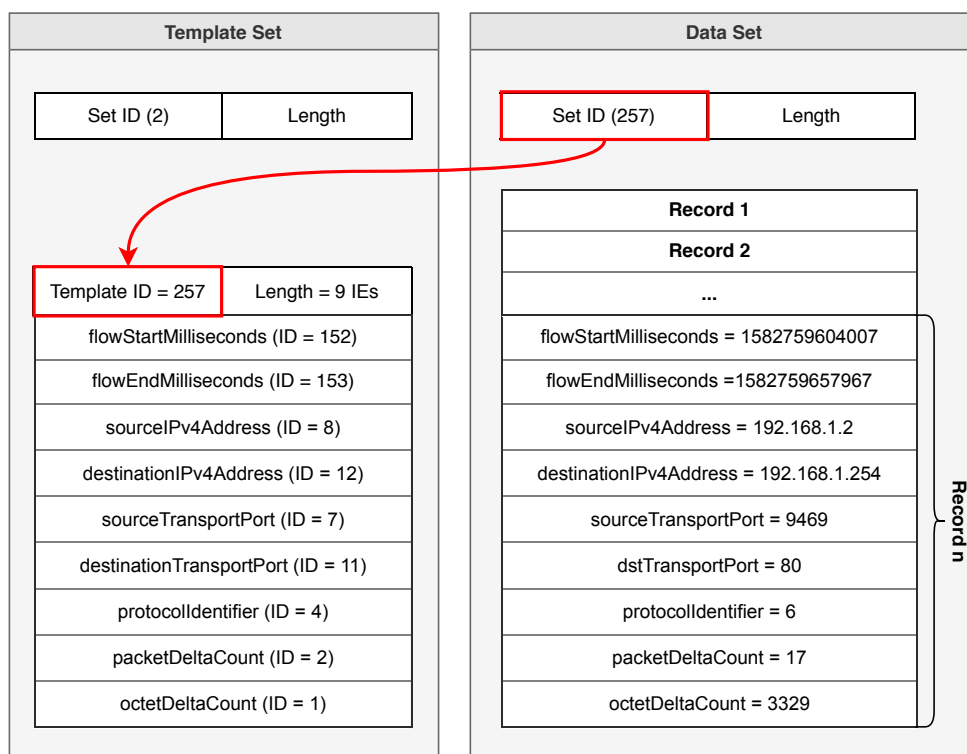 Template Set
Set ID (2)
Length
Template ID = 257
Length = 9 IEs
flowStartMilliseconds (ID = 152)
flowEndMilliseconds (ID = 153)
sourceIPv4Address (ID = 8)
destinationIPv4Address (ID = 12)
sourceTransportPort (ID = 7)
destinationTransportPort (ID = 11)
protocolIdentifier (ID = 4)
packetDeltaCount (ID = 2)
octetDeltaCount (ID = 1)
Data Set
Set ID (257)
Length
Record 1
Record 2
...
flowStartMilliseconds = 1582759604007
flowEndMilliseconds =1582759657967
sourceIPv4Address = 192.168.1.2
destinationIPv4Address = 192.168.1.254
sourceTransportPort = 9469
dstTransportPort = 80
protocolIdentifier = 6
packetDeltaCount = 17
octetDeltaCount = 3329
Record n